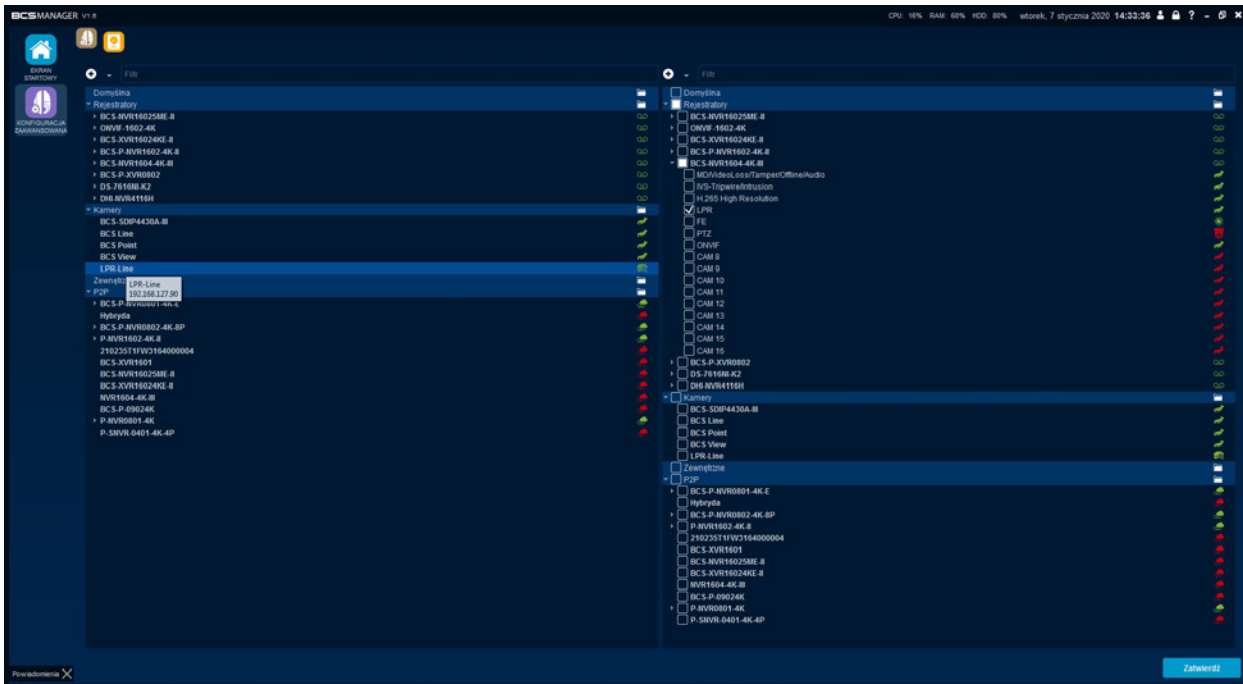 BCSMANAGER V1.8
CPU: 16% RAM: 60% HDD: 80% wtorek, 7 stycznia 2020 14:33:36 ?
EKRAN
STARTOWY
KONFIGURACJA
ZAAWANSOWANA
Filtr
Domyślna
Rejestratory
BCS-NVR16025ME-II
ONVIF-1602-4K
BCS-XVR16024KE-II
BCS-P-NVR1602-4K-II
BCS-NVR1604-4K-III
BCS-P-XVR0802
DS-7616NI-K2
DHI-NVR4116H
Kamery
BCS-SDIP4430A-III
BCS Line
BCS Point
BCS View
LPR-Line
LPR-Line
192.168.127.90
P2P
BCS-P-NVR0801-4K-E
Hybryda
BCS-P-NVR0802-4K-8P
P-NVR1602-4K-II
210235T1FW3164000004
BCS-XVR1601
BCS-NVR16025ME-II
BCS-XVR16024KE-II
NVR1604-4K-III
BCS-P-09024K
P-NVR0801-4K
P-SNVR-0401-4K-4P
Filtr
Domyślna
Rejestratory
BCS-NVR16025ME-II
ONVIF-1602-4K
BCS-XVR16024KE-II
BCS-P-NVR1602-4K-II
BCS-NVR1604-4K-III
MD/VideoLoss/Tamper/Offline/Audio
IVS-Tripwire/Intrusion
H.265 High Resolution
LPR
FE
PTZ
ONVIF
CAM 8
CAM 9
CAM 10
CAM 11
CAM 12
CAM 13
CAM 14
CAM 15
CAM 16
BCS-P-XVR0802
DS-7616NI-K2
DHI-NVR4116H
Kamery
BCS-SDIP4430A-III
BCS Line
BCS Point
BCS View
LPR-Line
Zewnętrzne
P2P
BCS-P-NVR0801-4K-E
Hybryda
BCS-P-NVR0802-4K-8P
P-NVR1602-4K-II
210235T1FW3164000004
BCS-XVR1601
BCS-NVR16025ME-II
BCS-XVR16024KE-II
NVR1604-4K-III
BCS-P-09024K
P-NVR0801-4K
P-SNVR-0401-4K-4P
Powiadomienia
Zatwierdź